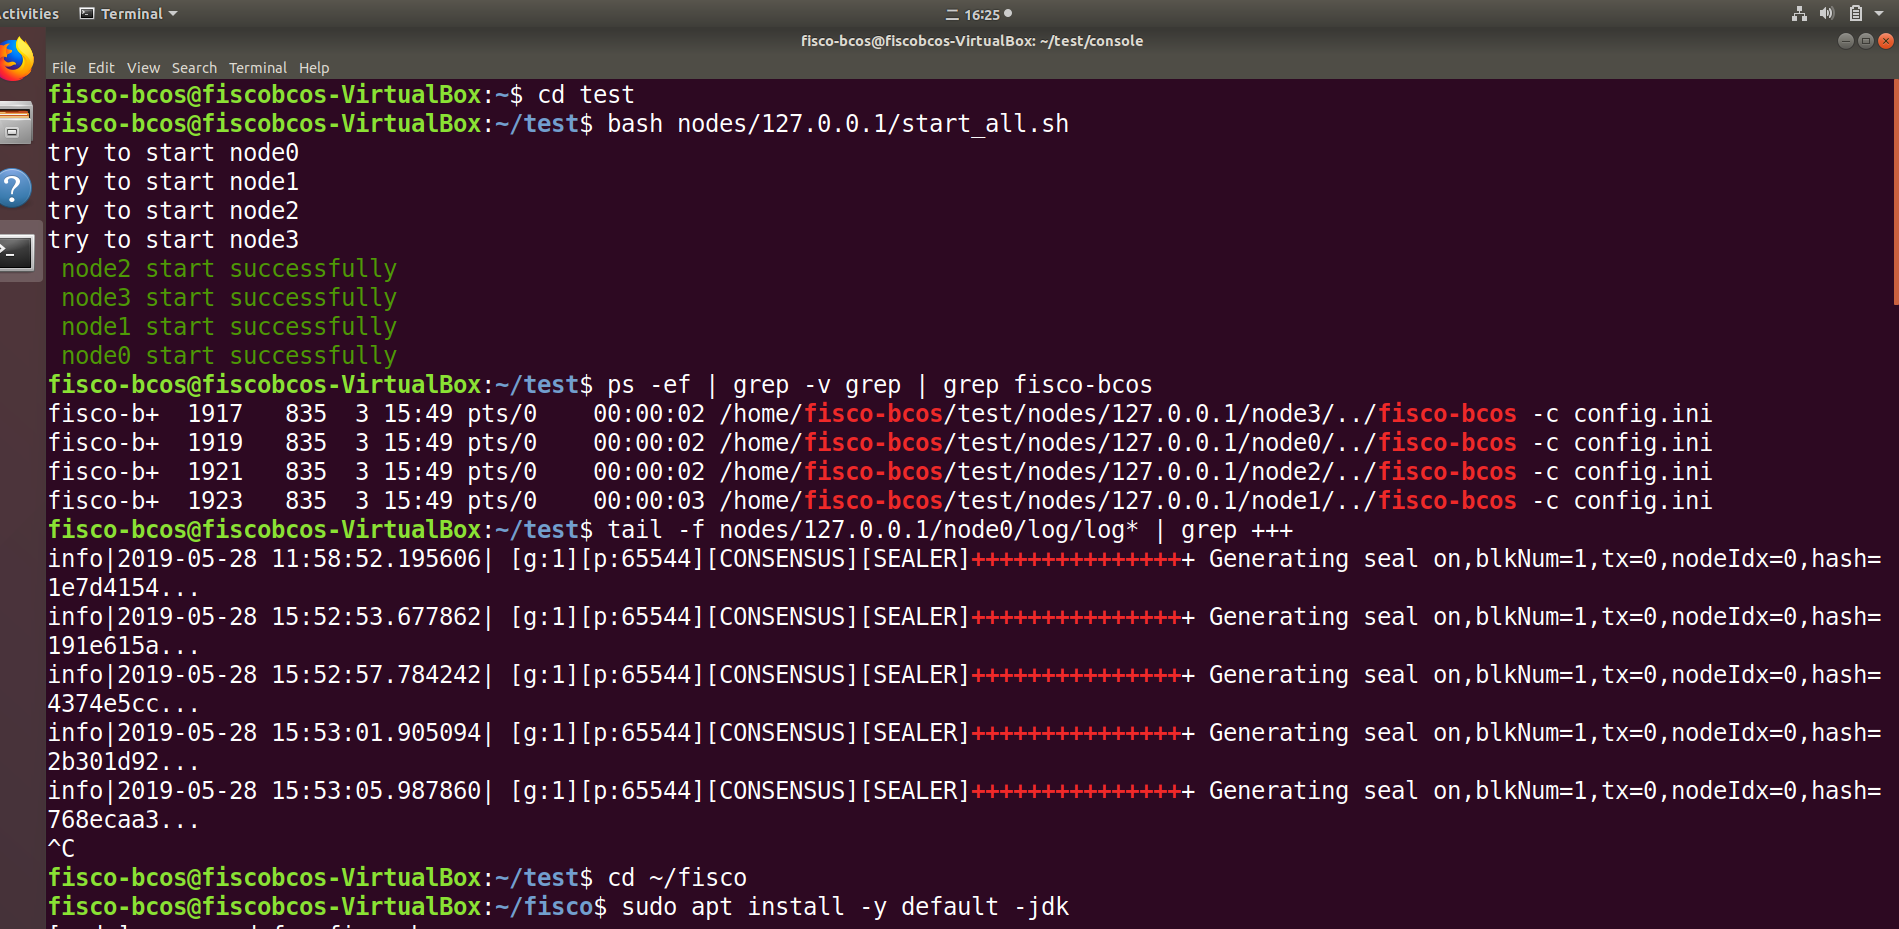 ctivities Terminal 二 16:25
fisco-bcos@fiscobcos-VirtualBox: ~/test/console
File Edit View Search Terminal Help
fisco-bcos@fiscobcos-VirtualBox:~$ cd test
fisco-bcos@fiscobcos-VirtualBox:~/test$ bash nodes/127.0.0.1/start_all.sh
try to start node0
try to start node1
try to start node2
try to start node3
node2 start successfully
node3 start successfully
node1 start successfully
node0 start successfully
fisco-bcos@fiscobcos-VirtualBox:~/test$ ps -ef | grep -v grep | grep fisco-bcos
fisco-b+  1917   835  3 15:49 pts/0    00:00:02 /home/fisco-bcos/test/nodes/127.0.0.1/node3/../fisco-bcos -c config.ini
fisco-b+  1919   835  3 15:49 pts/0    00:00:02 /home/fisco-bcos/test/nodes/127.0.0.1/node0/../fisco-bcos -c config.ini
fisco-b+  1921   835  3 15:49 pts/0    00:00:02 /home/fisco-bcos/test/nodes/127.0.0.1/node2/../fisco-bcos -c config.ini
fisco-b+  1923   835  3 15:49 pts/0    00:00:03 /home/fisco-bcos/test/nodes/127.0.0.1/node1/../fisco-bcos -c config.ini
fisco-bcos@fiscobcos-VirtualBox:~/test$ tail -f nodes/127.0.0.1/node0/log/log* | grep +++
info|2019-05-28 11:58:52.195606| [g:1][p:65544][CONSENSUS][SEALER]++++++++++++++++ Generating seal on,blkNum=1,tx=0,nodeIdx=0,hash=
1e7d4154...
info|2019-05-28 15:52:53.677862| [g:1][p:65544][CONSENSUS][SEALER]++++++++++++++++ Generating seal on,blkNum=1,tx=0,nodeIdx=0,hash=
191e615a...
info|2019-05-28 15:52:57.784242| [g:1][p:65544][CONSENSUS][SEALER]++++++++++++++++ Generating seal on,blkNum=1,tx=0,nodeIdx=0,hash=
4374e5cc...
info|2019-05-28 15:53:01.905094| [g:1][p:65544][CONSENSUS][SEALER]++++++++++++++++ Generating seal on,blkNum=1,tx=0,nodeIdx=0,hash=
2b301d92...
info|2019-05-28 15:53:05.987860| [g:1][p:65544][CONSENSUS][SEALER]++++++++++++++++ Generating seal on,blkNum=1,tx=0,nodeIdx=0,hash=
768ecaa3...
^C
fisco-bcos@fiscobcos-VirtualBox:~/test$ cd ~/fisco
fisco-bcos@fiscobcos-VirtualBox:~/fisco$ sudo apt install -y default -jdk